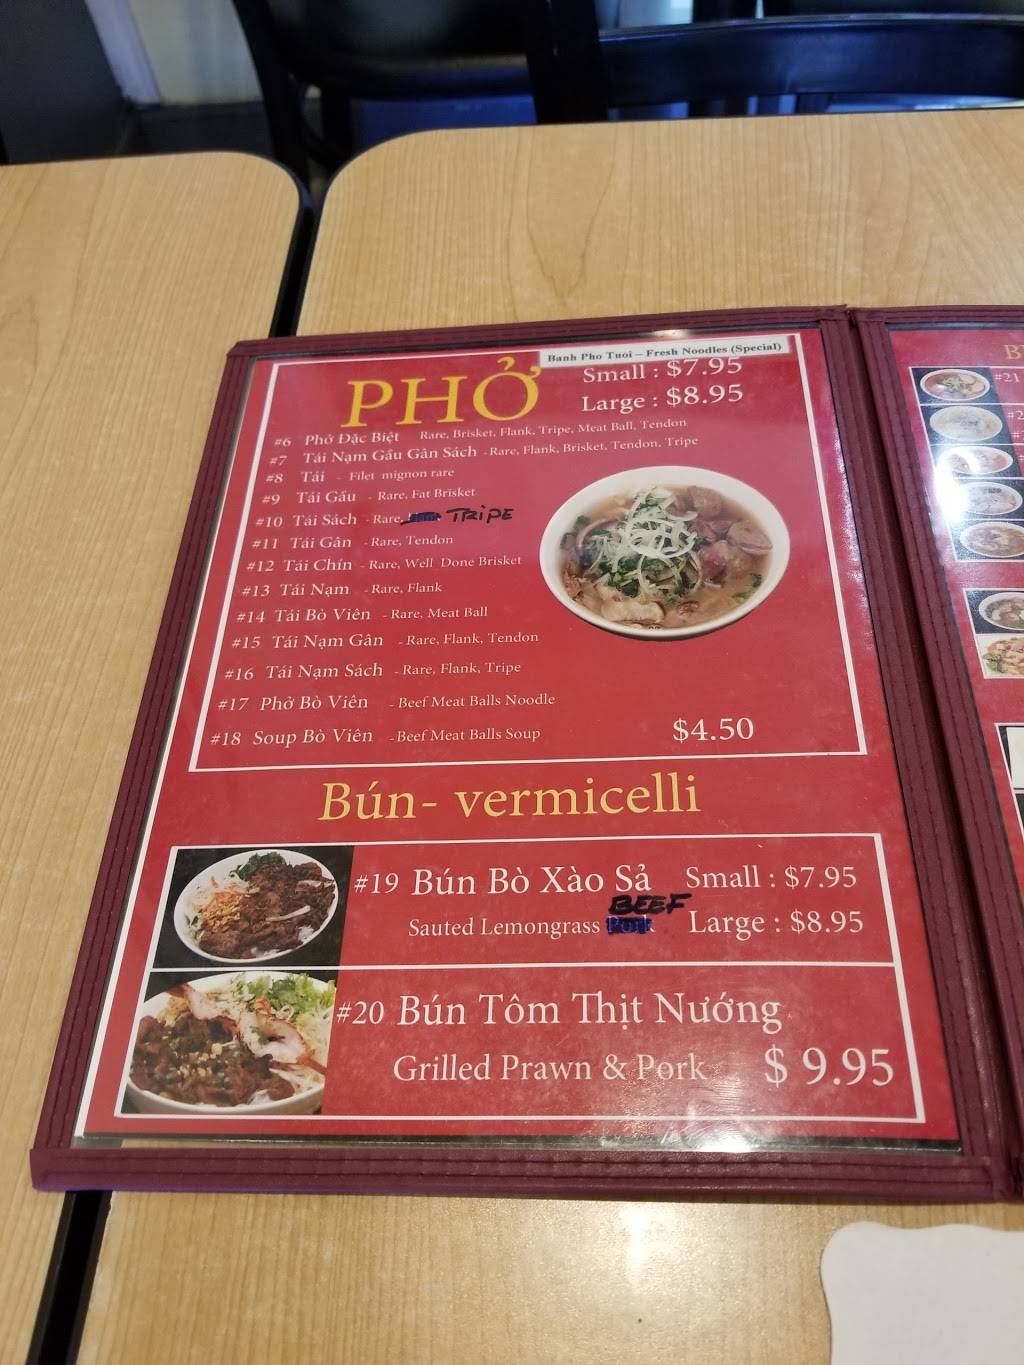 Banh Pho Tuoi – Fresh Noodles (Special)
PHỞ
Small : $7.95
Large : $8.95
#6 Phở Đặc Biệt Rare, Brisket, Flank, Tripe, Meat Ball, Tendon
#7 Tái Nạm Gầu Gân Sách - Rare, Flank, Brisket, Tendon, Tripe
#8 Tái - Filet mignon rare
#9 Tái Gầu - Rare, Fat Brisket
#10 Tái Sách - Rare, TRIPE
#11 Tái Gân - Rare, Tendon
#12 Tái Chín - Rare, Well Done Brisket
#13 Tái Nạm - Rare, Flank
#14 Tái Bò Viên - Rare, Meat Ball
#15 Tái Nạm Gân - Rare, Flank, Tendon
#16 Tái Nạm Sách - Rare, Flank, Tripe
#17 Phở Bò Viên - Beef Meat Balls Noodle
#18 Soup Bò Viên - Beef Meat Balls Soup $4.50
Bún- vermicelli
#19 Bún Bò Xào Sả Small : $7.95
BEEF
Sauted Lemongrass Pork Large : $8.95
#20 Bún Tôm Thịt Nướng
Grilled Prawn & Pork $ 9.95
#21